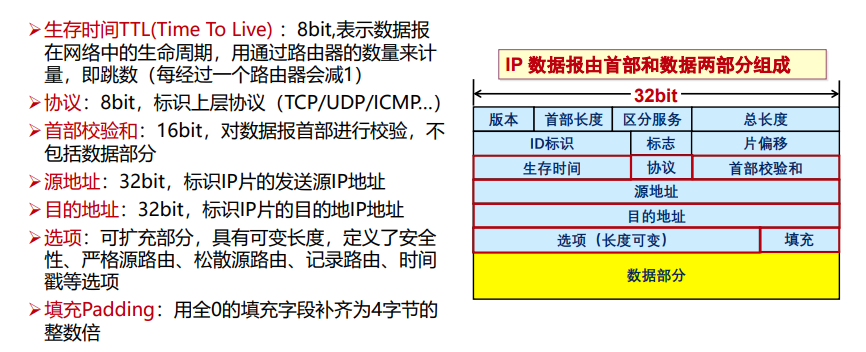 ➢生存时间TTL(Time To Live) :8bit,表示数据报
在网络中的生命周期,用通过路由器的数量来计
量,即跳数(每经过一个路由器会减1)
➢协议:8bit,标识上层协议(TCP/UDP/ICMP...)
➢首部校验和:16bit,对数据报首部进行校验,不
包括数据部分
➢源地址:32bit,标识IP片的发送源IP地址
➢目的地址:32bit,标识IP片的目的地IP地址
➢选项:可扩充部分,具有可变长度,定义了安全
性、严格源路由、松散源路由、记录路由、时间
戳等选项
➢填充Padding:用全0的填充字段补齐为4字节的
整数倍
IP 数据报由首部和数据两部分组成
32bit
版本 首部长度 区分服务 总长度
ID标识 标志 片偏移
生存时间 协议 首部校验和
源地址
目的地址
选项(长度可变) 填充
数据部分